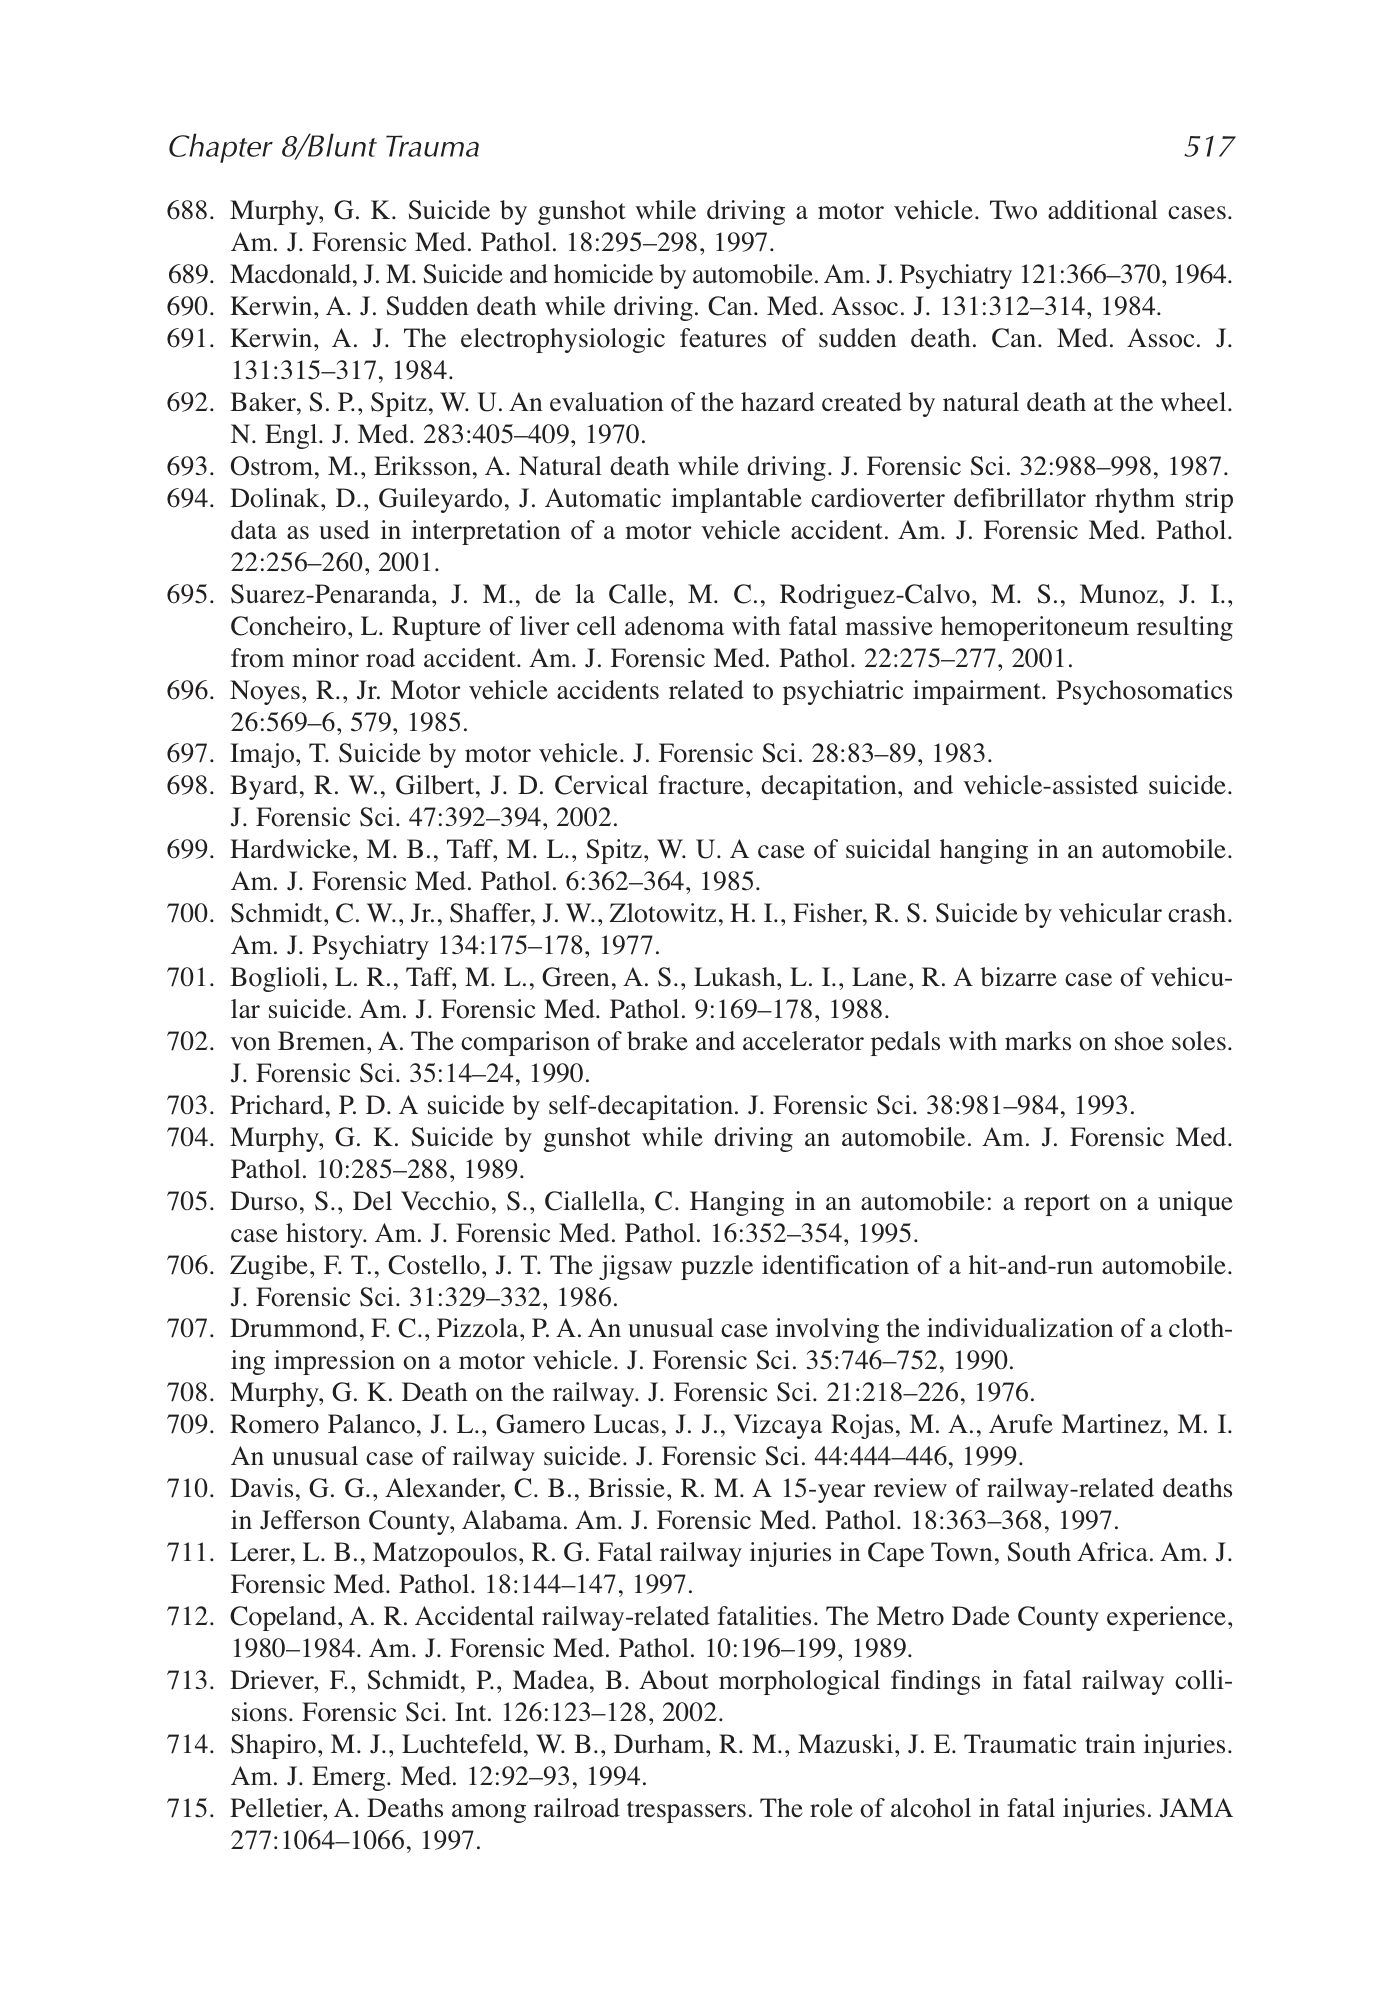 Chapter 8/Blunt Trauma 517
688. Murphy, G. K. Suicide by gunshot while driving a motor vehicle. Two additional cases.
Am. J. Forensic Med. Pathol. 18:295–298, 1997.
689. Macdonald, J. M. Suicide and homicide by automobile. Am. J. Psychiatry 121:366–370, 1964.
690. Kerwin, A. J. Sudden death while driving. Can. Med. Assoc. J. 131:312–314, 1984.
691. Kerwin, A. J. The electrophysiologic features of sudden death. Can. Med. Assoc. J.
131:315–317, 1984.
692. Baker, S. P., Spitz, W. U. An evaluation of the hazard created by natural death at the wheel.
N. Engl. J. Med. 283:405–409, 1970.
693. Ostrom, M., Eriksson, A. Natural death while driving. J. Forensic Sci. 32:988–998, 1987.
694. Dolinak, D., Guileyardo, J. Automatic implantable cardioverter defibrillator rhythm strip
data as used in interpretation of a motor vehicle accident. Am. J. Forensic Med. Pathol.
22:256–260, 2001.
695. Suarez-Penaranda, J. M., de la Calle, M. C., Rodriguez-Calvo, M. S., Munoz, J. I.,
Concheiro, L. Rupture of liver cell adenoma with fatal massive hemoperitoneum resulting
from minor road accident. Am. J. Forensic Med. Pathol. 22:275–277, 2001.
696. Noyes, R., Jr. Motor vehicle accidents related to psychiatric impairment. Psychosomatics
26:569–6, 579, 1985.
697. Imajo, T. Suicide by motor vehicle. J. Forensic Sci. 28:83–89, 1983.
698. Byard, R. W., Gilbert, J. D. Cervical fracture, decapitation, and vehicle-assisted suicide.
J. Forensic Sci. 47:392–394, 2002.
699. Hardwicke, M. B., Taff, M. L., Spitz, W. U. A case of suicidal hanging in an automobile.
Am. J. Forensic Med. Pathol. 6:362–364, 1985.
700. Schmidt, C. W., Jr., Shaffer, J. W., Zlotowitz, H. I., Fisher, R. S. Suicide by vehicular crash.
Am. J. Psychiatry 134:175–178, 1977.
701. Boglioli, L. R., Taff, M. L., Green, A. S., Lukash, L. I., Lane, R. A bizarre case of vehicu-
lar suicide. Am. J. Forensic Med. Pathol. 9:169–178, 1988.
702. von Bremen, A. The comparison of brake and accelerator pedals with marks on shoe soles.
J. Forensic Sci. 35:14–24, 1990.
703. Prichard, P. D. A suicide by self-decapitation. J. Forensic Sci. 38:981–984, 1993.
704. Murphy, G. K. Suicide by gunshot while driving an automobile. Am. J. Forensic Med.
Pathol. 10:285–288, 1989.
705. Durso, S., Del Vecchio, S., Ciallella, C. Hanging in an automobile: a report on a unique
case history. Am. J. Forensic Med. Pathol. 16:352–354, 1995.
706. Zugibe, F. T., Costello, J. T. The jigsaw puzzle identification of a hit-and-run automobile.
J. Forensic Sci. 31:329–332, 1986.
707. Drummond, F. C., Pizzola, P. A. An unusual case involving the individualization of a cloth-
ing impression on a motor vehicle. J. Forensic Sci. 35:746–752, 1990.
708. Murphy, G. K. Death on the railway. J. Forensic Sci. 21:218–226, 1976.
709. Romero Palanco, J. L., Gamero Lucas, J. J., Vizcaya Rojas, M. A., Arufe Martinez, M. I.
An unusual case of railway suicide. J. Forensic Sci. 44:444–446, 1999.
710. Davis, G. G., Alexander, C. B., Brissie, R. M. A 15-year review of railway-related deaths
in Jefferson County, Alabama. Am. J. Forensic Med. Pathol. 18:363–368, 1997.
711. Lerer, L. B., Matzopoulos, R. G. Fatal railway injuries in Cape Town, South Africa. Am. J.
Forensic Med. Pathol. 18:144–147, 1997.
712. Copeland, A. R. Accidental railway-related fatalities. The Metro Dade County experience,
1980–1984. Am. J. Forensic Med. Pathol. 10:196–199, 1989.
713. Driever, F., Schmidt, P., Madea, B. About morphological findings in fatal railway colli-
sions. Forensic Sci. Int. 126:123–128, 2002.
714. Shapiro, M. J., Luchtefeld, W. B., Durham, R. M., Mazuski, J. E. Traumatic train injuries.
Am. J. Emerg. Med. 12:92–93, 1994.
715. Pelletier, A. Deaths among railroad trespassers. The role of alcohol in fatal injuries. JAMA
277:1064–1066, 1997.